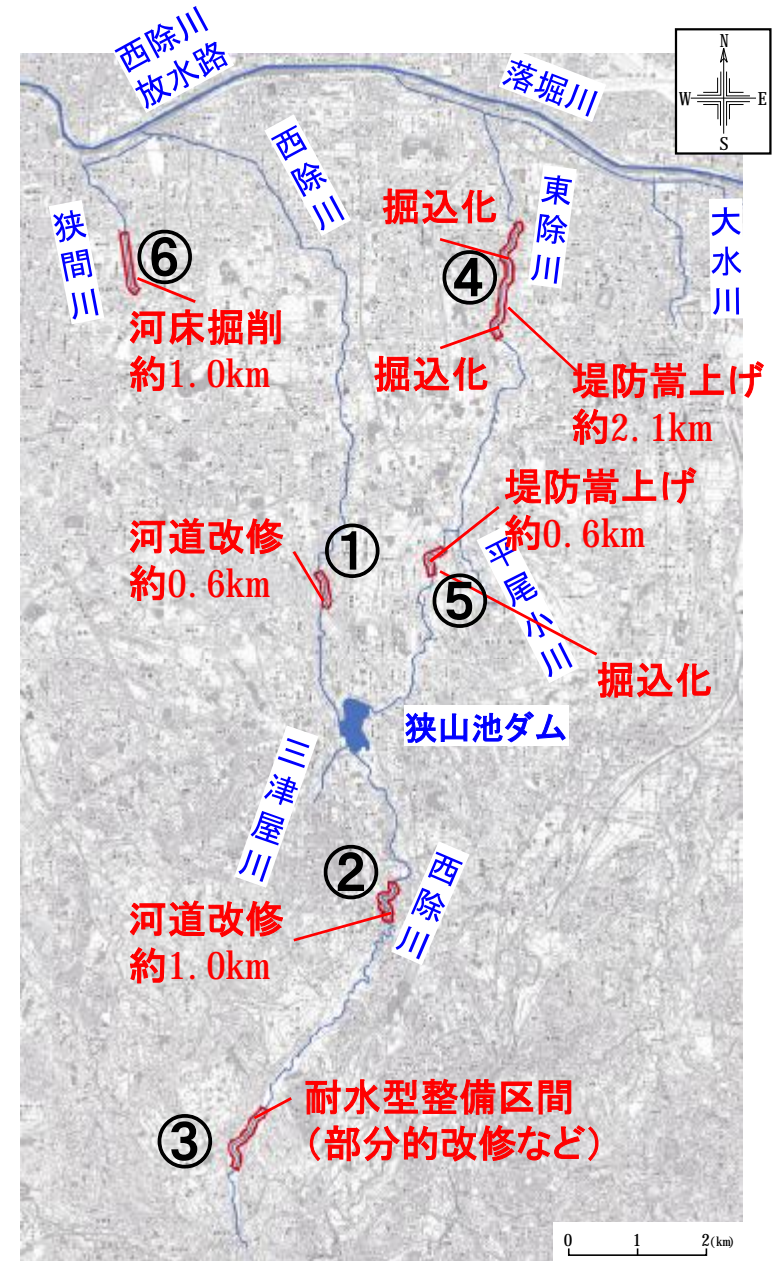 西除川
放水路
落堀川
N
W
E
S
西除川
東除川
大水川
狭間川
掘込化
⑥
④
河床掘削
約1.0km
掘込化
堤防嵩上げ
約2.1km
堤防嵩上げ
約0.6km
河道改修
約0.6km
①
平尾小川
⑤
掘込化
狭山池ダム
三津屋川
②
西除川
河道改修
約1.0km
耐水型整備区間
(部分的改修など)
③
0 1 2(km)